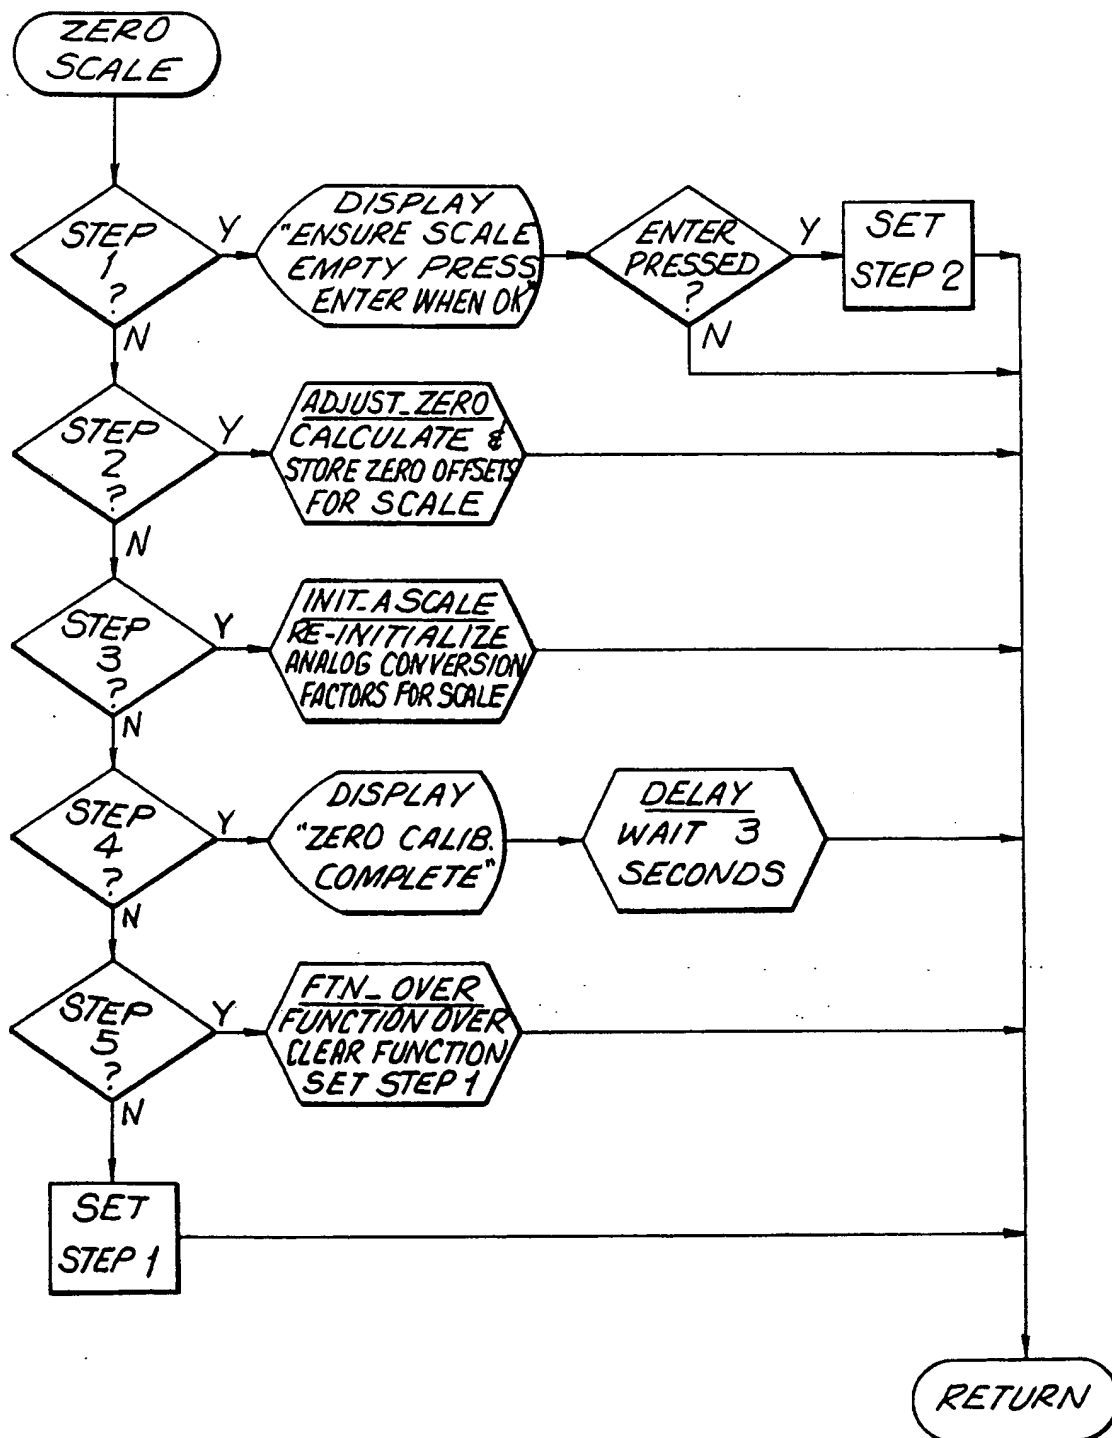 ZERO
SCALE
STEP
1
?
Y
N
DISPLAY
"ENSURE SCALE
EMPTY PRESS
ENTER WHEN OK"
ENTER
PRESSED
?
Y
N
SET
STEP 2
STEP
2
?
Y
N
ADJUST_ZERO
CALCULATE &
STORE ZERO OFFSETS
FOR SCALE
STEP
3
?
Y
N
INIT_ASCALE
RE-INITIALIZE
ANALOG CONVERSION
FACTORS FOR SCALE
STEP
4
?
Y
N
DISPLAY
"ZERO CALIB.
COMPLETE"
DELAY
WAIT 3
SECONDS
STEP
5
?
Y
N
FTN_OVER
FUNCTION OVER
CLEAR FUNCTION
SET STEP 1
SET
STEP 1
RETURN